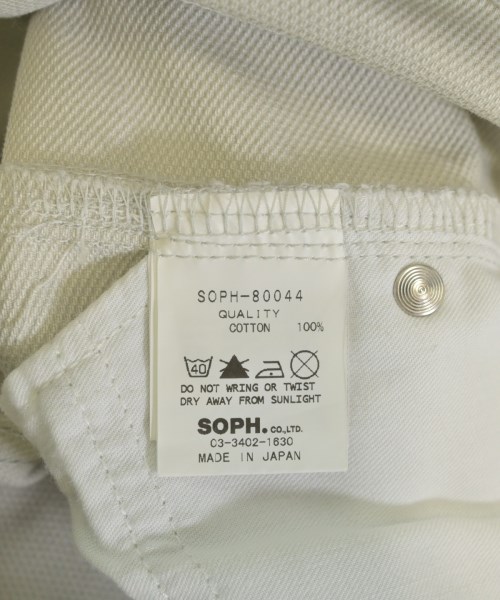 SOPH-80044
QUALITY
COTTON 100%
40
DO NOT WRING OR TWIST
DRY AWAY FROM SUNLIGHT
SOPH. CO.,LTD.
03-3402-1630
MADE IN JAPAN